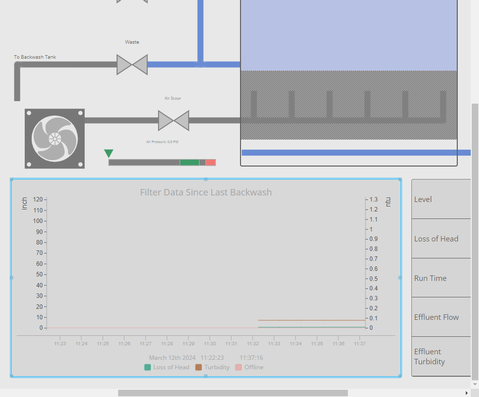 Waste
To Backwash Tank
Air Scour
Filter Data Since Last Backwash
inch
ntu
120
110
100
90
80
70
60
50
40
30
20
10
0
1.3
1.2
1.1
1
0.9
0.8
0.7
0.6
0.5
0.4
0.3
0.2
0.1
0
11:23 11:24 11:25 11:26 11:27 11:28 11:29 11:30 11:31 11:32 11:33 11:34 11:35 11:36 11:37
March 12th 2024 11:22:23 11:37:16
Loss of Head Turbidity Offline
Level
Loss of Head
Run Time
Effluent Flow
Effluent
Turbidity